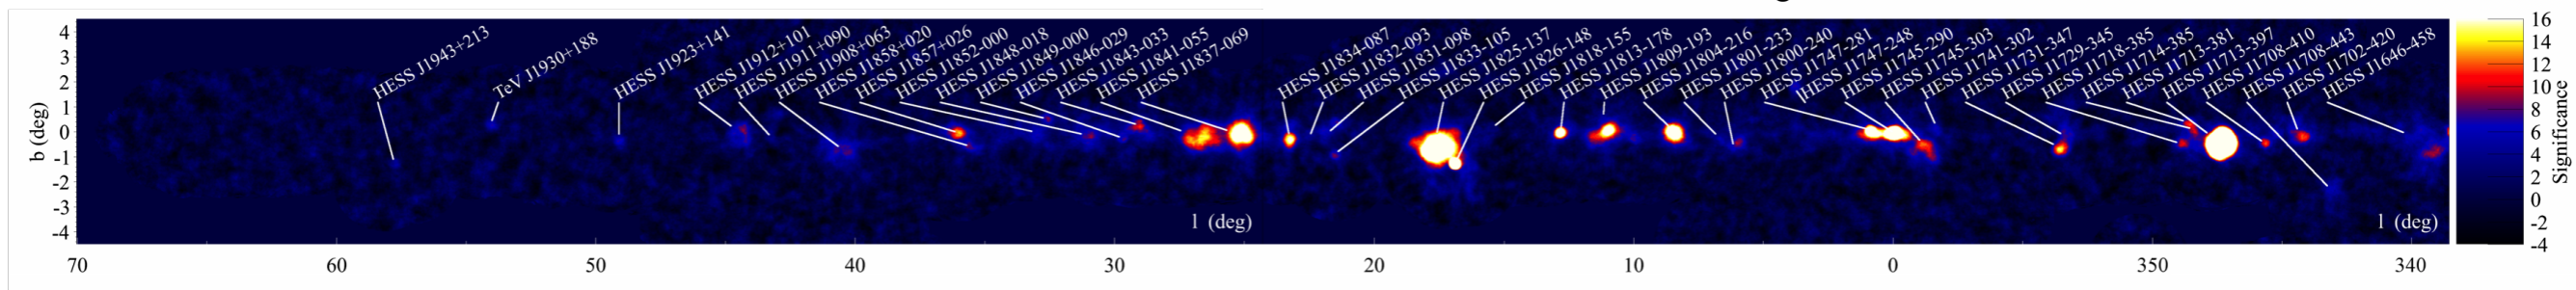 4
3
2
1
0
-1
-2
-3
-4
b (deg)
HESS J1943+213
TeV J1930+188
HESS J1923+141
HESS J1912+101
HESS J1911+090
HESS J1908+063
HESS J1858+020
HESS J1857+026
HESS J1852-000
HESS J1848-018
HESS J1849-000
HESS J1846-029
HESS J1843-033
HESS J1841-055
HESS J1837-069
HESS J1834-087
HESS J1832-093
HESS J1831-098
HESS J1833-105
HESS J1825-137
HESS J1826-148
HESS J1818-155
HESS J1813-178
HESS J1809-193
HESS J1804-216
HESS J1801-233
HESS J1800-240
HESS J1747-281
HESS J1747-248
HESS J1745-290
HESS J1745-303
HESS J1741-302
HESS J1731-347
HESS J1729-345
HESS J1718-385
HESS J1714-385
HESS J1713-381
HESS J1713-397
HESS J1708-410
HESS J1708-443
HESS J1702-420
HESS J1646-458
l (deg)
l (deg)
70 60 50 40 30 20 10 0 350 340
16
14
12
10
8
6
4
2
0
-2
-4
Significance